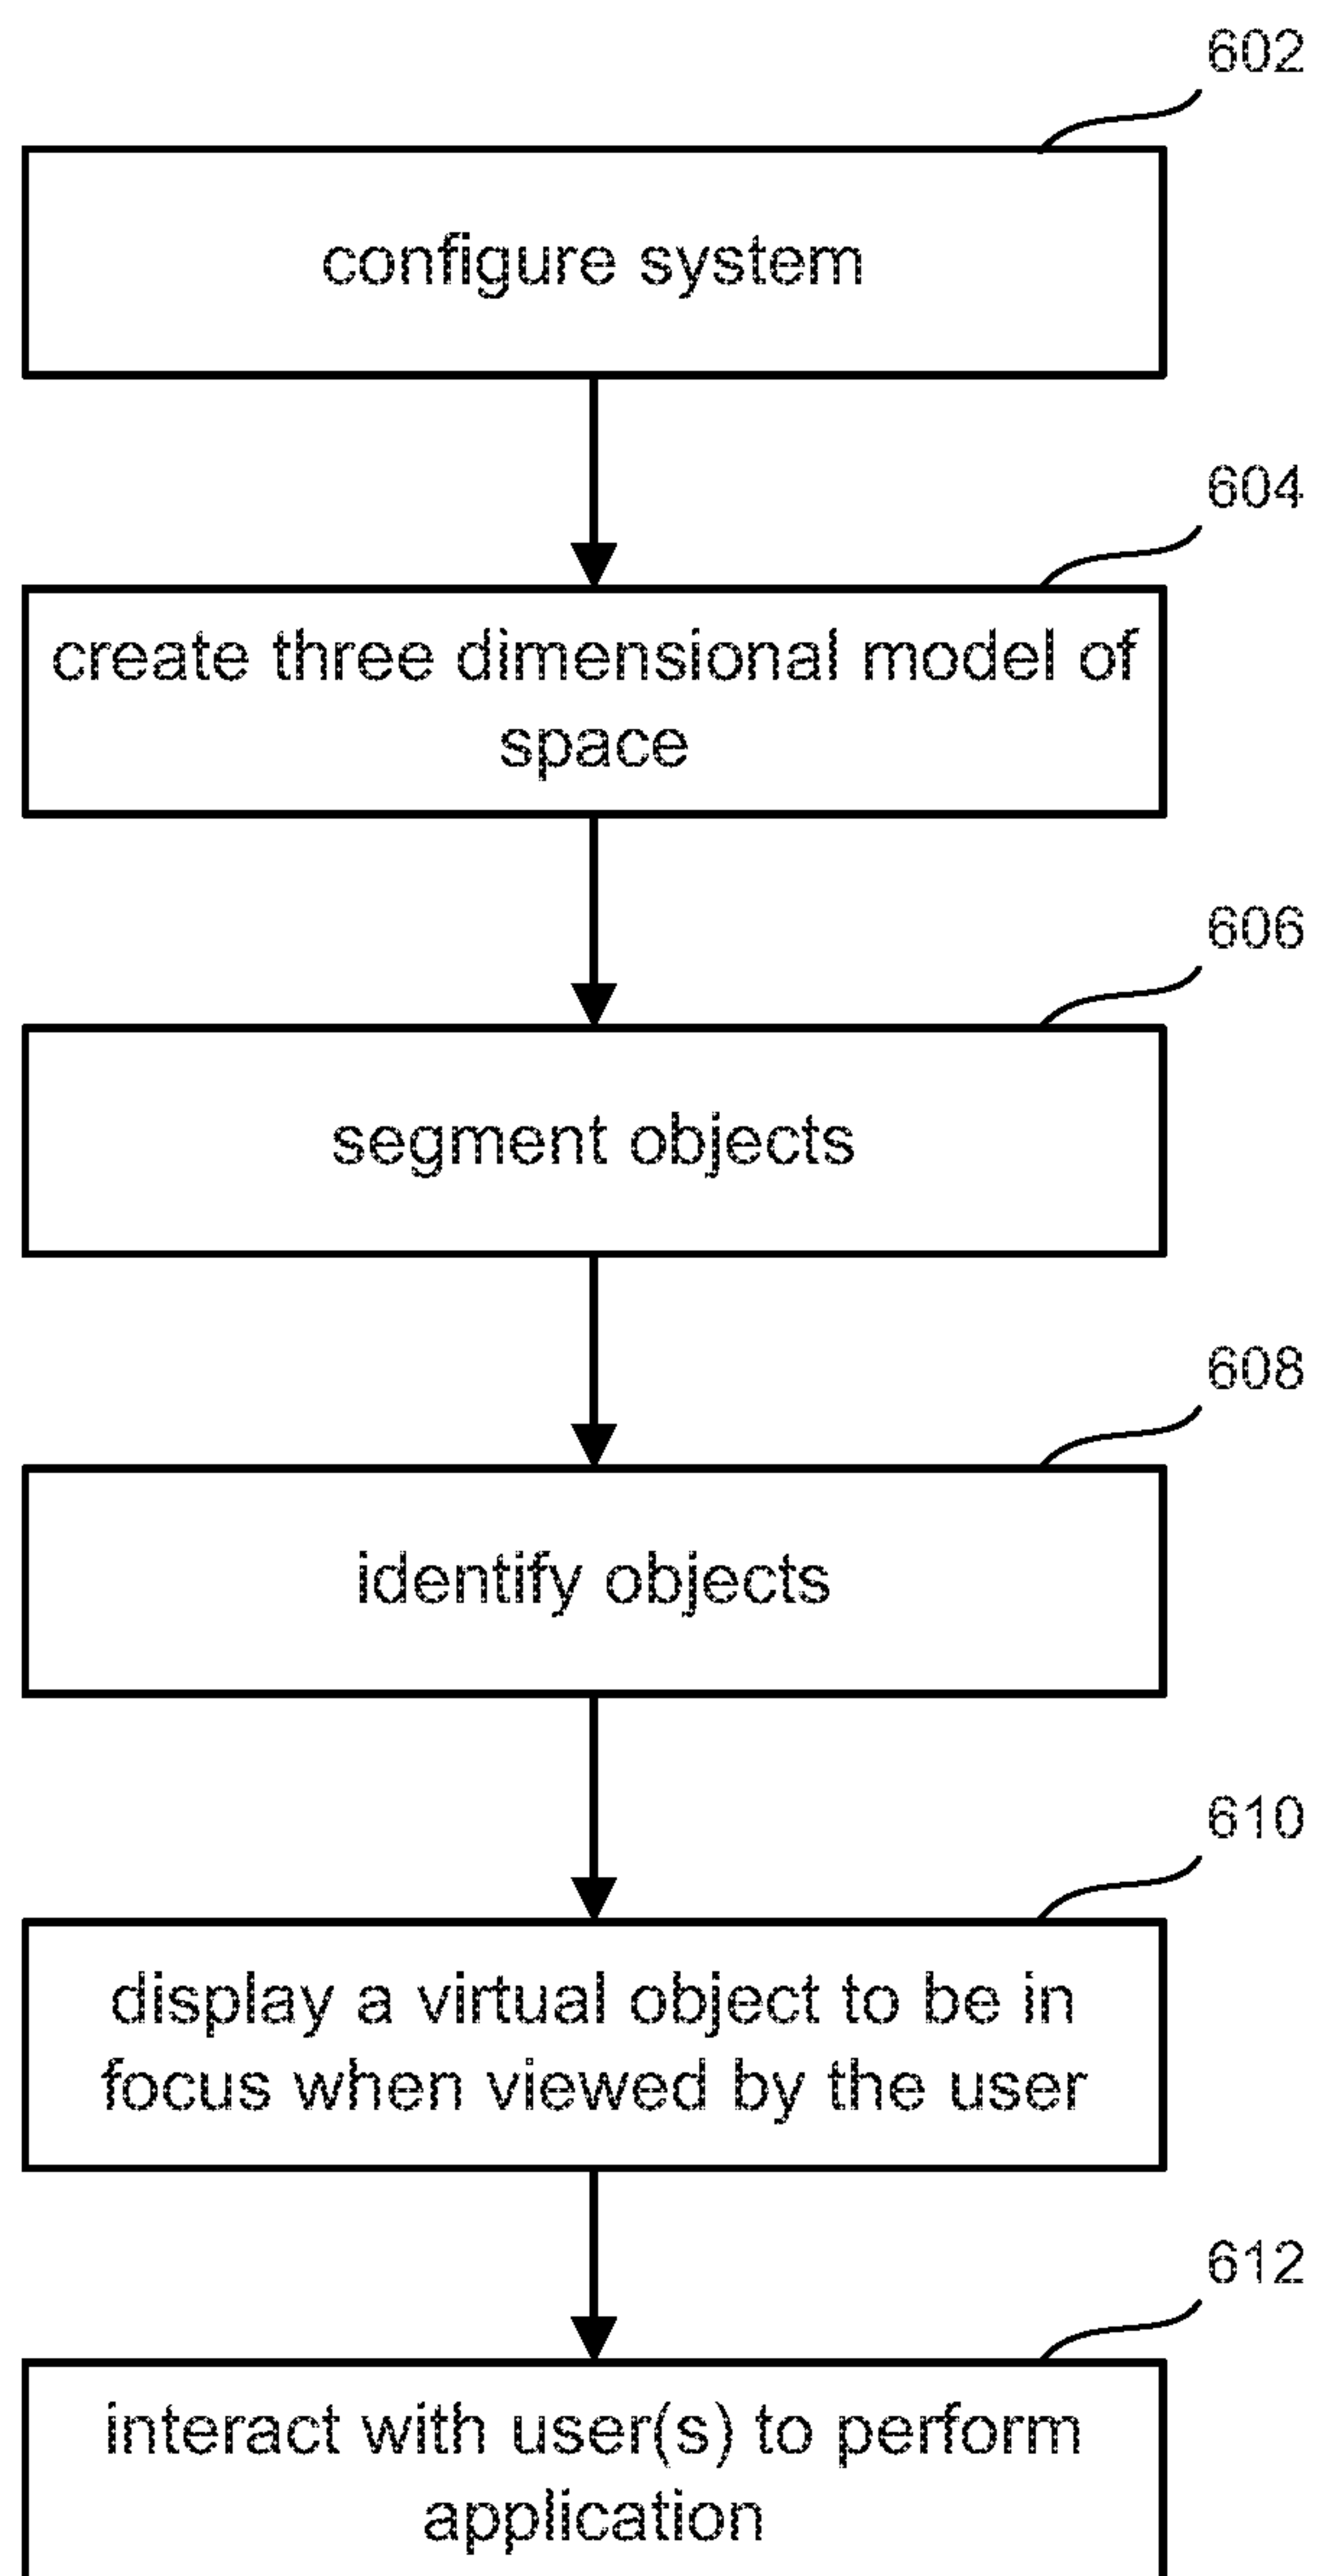 602
configure system
604
create three dimensional model of
space
606
segment objects
608
identify objects
610
display a virtual object to be in
focus when viewed by the user
612
interact with user(s) to perform
application